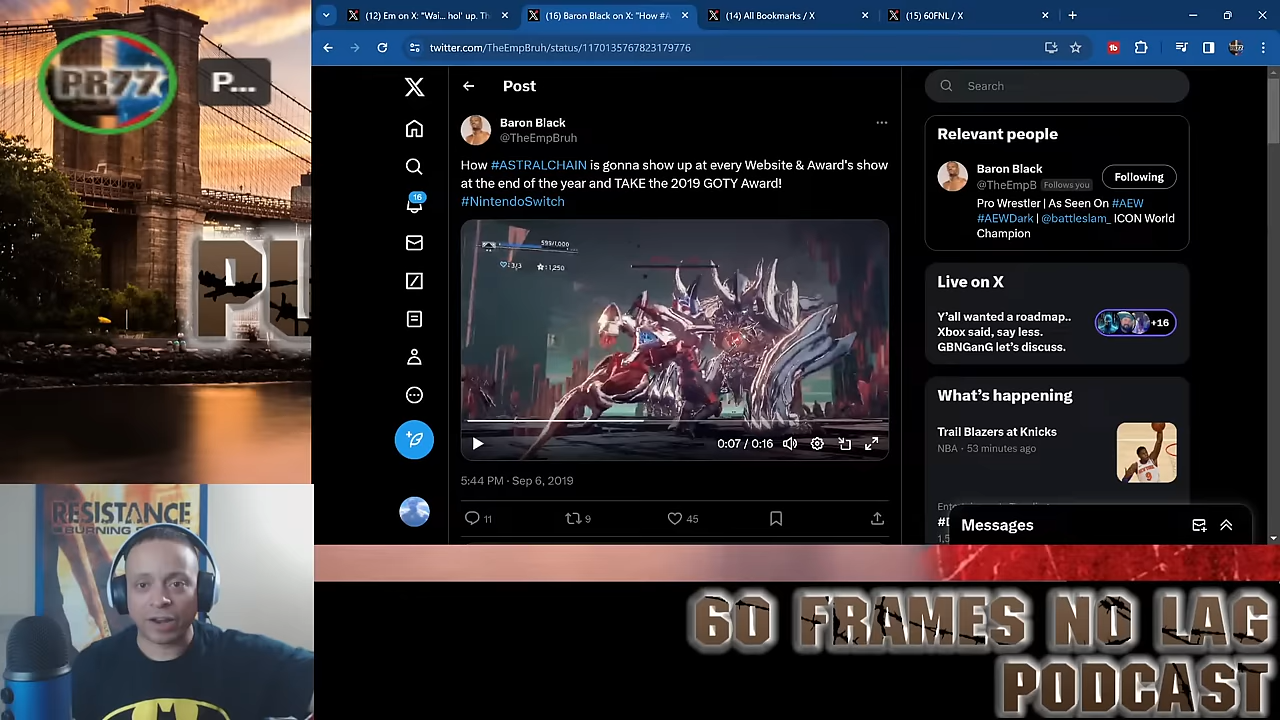 (12) Em on X: "Wait... hol'up. Th
(16) Baron Black on X: "How #A
(14) All Bookmarks / X
(15) 60FNL / X
twitter.com/TheEmpBruh/status/1170135767823179776
PR77
P...
Post
Search
Baron Black
@TheEmpBruh
How #ASTRALCHAIN is gonna show up at every Website & Award's show
at the end of the year and TAKE the 2019 GOTY Award!
#NintendoSwitch
16
Relevant people
Baron Black
@TheEmpB Follows you
Following
Pro Wrestler | As Seen On #AEW
#AEWDark | @battleslam_ ICON World
Champion
:3/3
11,250
Live on X
Y'all wanted a roadmap..
Xbox said, say less.
GBNGanG let's discuss.
+16
What's happening
Trail Blazers at Knicks
NBA · 53 minutes ago
0:07 / 0:16
5:44 PM · Sep 6, 2019
11
9
45
Messages
RESISTANCE
BURNING
60 FRAMES NO LAG
PODCAST